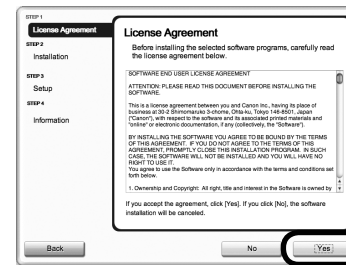 STEP 1
License Agreement
STEP 2
Installation
STEP 3
Setup
STEP 4
Information
License Agreement
Before installing the selected software programs, carefully read
the license agreement below.
SOFTWARE END USER LICENSE AGREEMENT
ATTENTION: PLEASE READ THIS DOCUMENT BEFORE INSTALLING THE
SOFTWARE.
This is a license agreement between you and Canon Inc., having its place of
business at 30-2 Shimomaruko 3-chome, Ohta-ku, Tokyo 146-8501, Japan
("Canon"), with respect to the software and its associated printed materials and
"online" or electronic documentation, if any (collectively, the "Software").
BY INSTALLING THE SOFTWARE YOU AGREE TO BE BOUND BY THE TERMS
OF THIS AGREEMENT. IF YOU DO NOT AGREE TO THE TERMS OF THIS
AGREEMENT, PROMPTLY CLOSE THIS INSTALLATION PROGRAM. IN SUCH
CASE, THE SOFTWARE WILL NOT BE INSTALLED AND YOU WILL HAVE NO
RIGHT TO USE IT.
You agree to use the Software only in accordance with the terms and conditions set
forth below.
1. Ownership and Copyright: All right, title and interest in the Software is owned by
If you accept the agreement, click [Yes]. If you click [No], the software
installation will be canceled.
Back
No
Yes